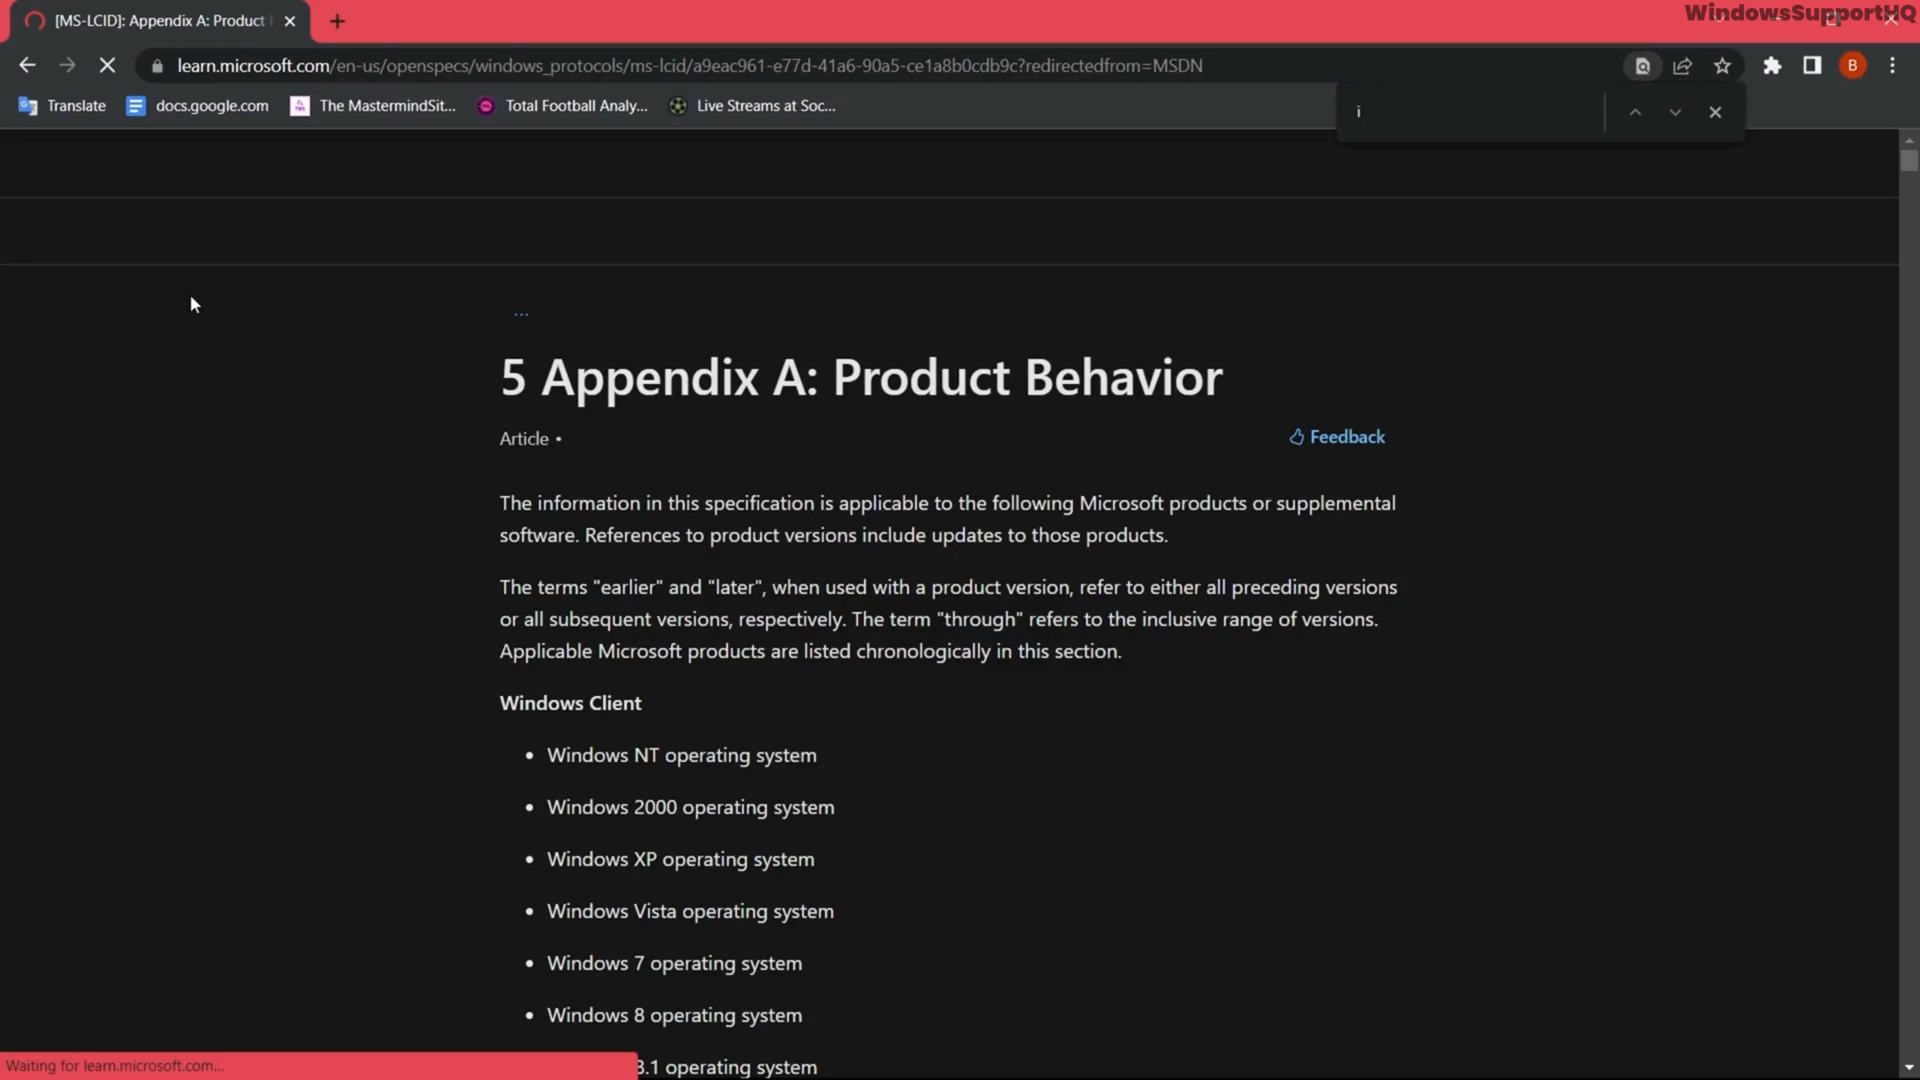 [MS-LCID]: Appendix A: Product
WindowsSupportHQ
learn.microsoft.com/en-us/openspecs/windows_protocols/ms-lcid/a9eac961-e77d-41a6-90a5-ce1a8b0cdb9c?redirectedfrom=MSDN
B
Translate
docs.google.com
The MastermindSit...
Total Football Analy...
Live Streams at Soc...
i
...
5 Appendix A: Product Behavior
Article •
Feedback
The information in this specification is applicable to the following Microsoft products or supplemental
software. References to product versions include updates to those products.
The terms "earlier" and "later", when used with a product version, refer to either all preceding versions
or all subsequent versions, respectively. The term "through" refers to the inclusive range of versions.
Applicable Microsoft products are listed chronologically in this section.
Windows Client
• Windows NT operating system
• Windows 2000 operating system
• Windows XP operating system
• Windows Vista operating system
• Windows 7 operating system
• Windows 8 operating system
8.1 operating system
Waiting for learn.microsoft.com...